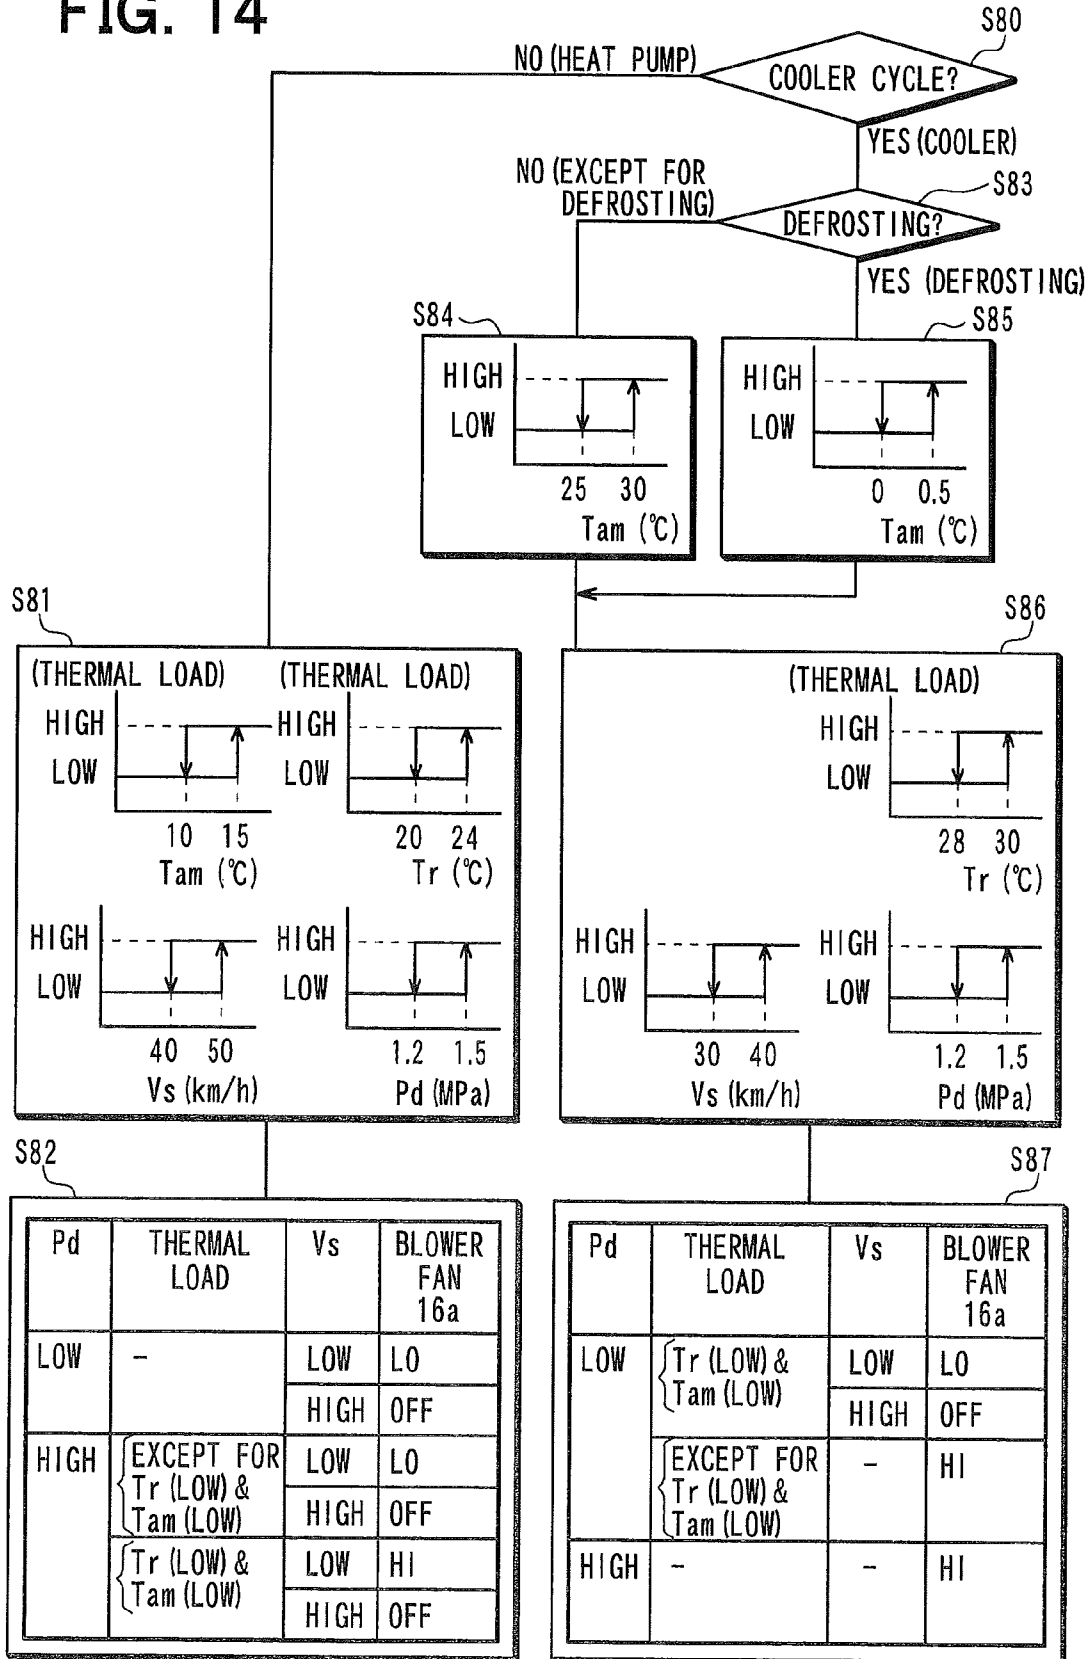 FIG. 14
S80
COOLER CYCLE?
NO (HEAT PUMP)
YES (COOLER)
NO (EXCEPT FOR
DEFROSTING)
S83
DEFROSTING?
YES (DEFROSTING)
S84
HIGH
LOW
25 30
Tam (℃)
S85
HIGH
LOW
0 0.5
Tam (℃)
S81
(THERMAL LOAD)
HIGH
LOW
10 15
Tam (℃)
(THERMAL LOAD)
HIGH
LOW
20 24
Tr (℃)
HIGH
LOW
40 50
Vs (km/h)
HIGH
LOW
1.2 1.5
Pd (MPa)
S86
(THERMAL LOAD)
HIGH
LOW
28 30
Tr (℃)
HIGH
LOW
30 40
Vs (km/h)
HIGH
LOW
1.2 1.5
Pd (MPa)
S82
Pd
THERMAL
LOAD
Vs
BLOWER
FAN
16a
LOW
-
LOW
LO
HIGH
OFF
HIGH
EXCEPT FOR
Tr (LOW) &
Tam (LOW)
LOW
LO
HIGH
OFF
Tr (LOW) &
Tam (LOW)
LOW
HI
HIGH
OFF
S87
Pd
THERMAL
LOAD
Vs
BLOWER
FAN
16a
LOW
Tr (LOW) &
Tam (LOW)
LOW
LO
HIGH
OFF
EXCEPT FOR
Tr (LOW) &
Tam (LOW)
-
HI
HIGH
-
-
HI